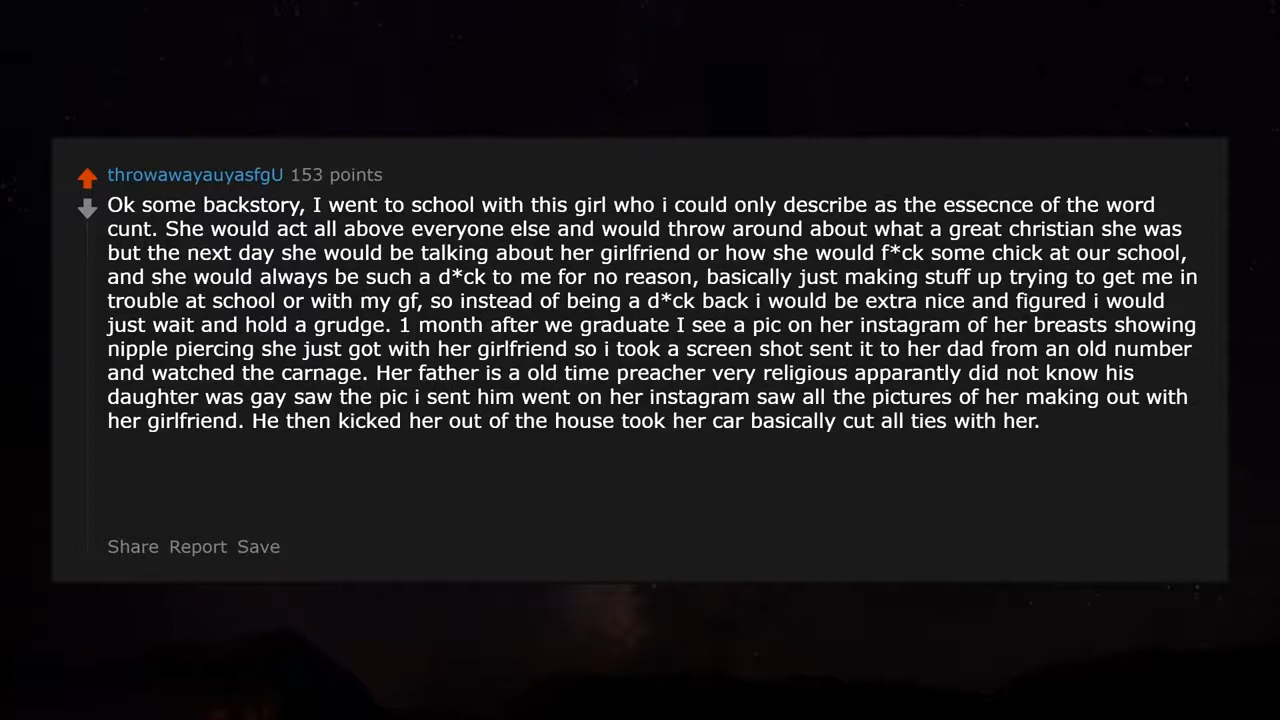 throwawayauyasfgU 153 points
Ok some backstory, I went to school with this girl who i could only describe as the essecnce of the word
cunt. She would act all above everyone else and would throw around about what a great christian she was
but the next day she would be talking about her girlfriend or how she would f*ck some chick at our school,
and she would always be such a d*ck to me for no reason, basically just making stuff up trying to get me in
trouble at school or with my gf, so instead of being a d*ck back i would be extra nice and figured i would
just wait and hold a grudge. 1 month after we graduate I see a pic on her instagram of her breasts showing
nipple piercing she just got with her girlfriend so i took a screen shot sent it to her dad from an old number
and watched the carnage. Her father is a old time preacher very religious apparantly did not know his
daughter was gay saw the pic i sent him went on her instagram saw all the pictures of her making out with
her girlfriend. He then kicked her out of the house took her car basically cut all ties with her.
Share Report Save